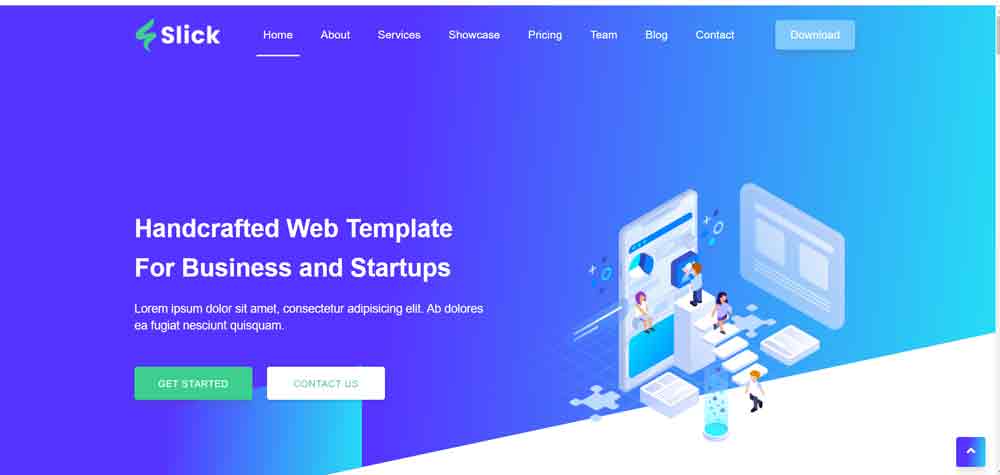 Slick
Home About Services Showcase Pricing Team Blog Contact Download
Handcrafted Web Template
For Business and Startups
Lorem ipsum dolor sit amet, consectetur adipisicing elit. Ab dolores
ea fugiat nesciunt quisquam.
GET STARTED CONTACT US